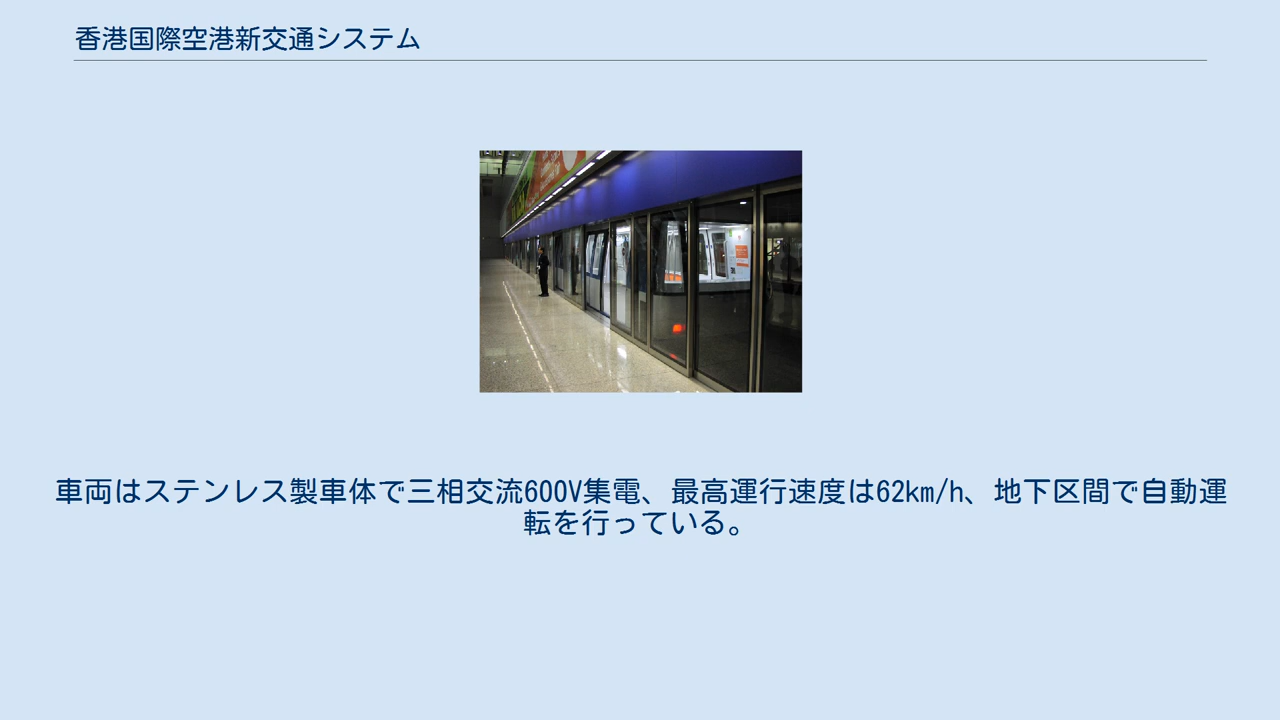 香港国際空港新交通システム
車両はステンレス製車体で三相交流600V集電、最高運行速度は62km/h、地下区間で自動運
転を行っている。